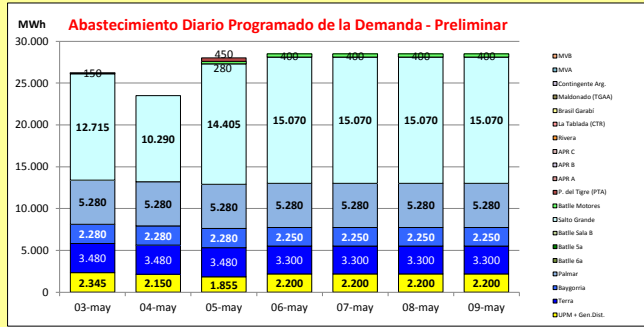 MWh
Abastecimiento Diario Programado de la Demanda - Preliminar
30.000
25.000
20.000
15.000
10.000
5.000
0
150
12.715
5.280
2.280
3.480
2.345
10.290
5.280
2.280
3.480
2.150
450
280
14.405
5.280
2.280
3.480
1.855
400
15.070
5.280
2.250
3.300
2.200
400
15.070
5.280
2.250
3.300
2.200
400
15.070
5.280
2.250
3.300
2.200
400
15.070
5.280
2.250
3.300
2.200
03-may
04-may
05-may
06-may
07-may
08-may
09-may
MVB
MVA
Contingente Arg.
Maldonado (TGAA)
Brasil Garabí
La Tablada (CTR)
Rivera
APR C
APR B
APR A
P. del Tigre (PTA)
Batlle Motores
Salto Grande
Batlle Sala B
Batlle 5a
Batlle 6a
Palmar
Baygorria
Terra
UPM + Gen.Dist.